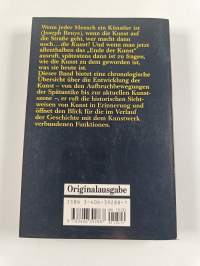 Wenn jeder Mensch ein Künstler ist
(Joseph Beuys), wenn die Kunst auf
die Straße geht, wer macht dann
noch....die Kunst? Und wenn man jetzt
allenthalben das „Ende der Kunst"
ausruft, spätestens dann ist zu fragen,
wie die Kunst zu dem geworden ist,
was sie heute ist.
Dieser Band bietet eine chronologische
Übersicht über die Entwicklung der
Kunst – von den Aufbruchsbewegungen
der Spätantike bis zur aktuellen Kunst-
szene –, er ruft die historischen Sicht-
weisen von Kunst in Erinnerung und
öffnet den Blick für die im Verlauf
der Geschichte mit dem Kunstwerk
verbundenen Funktionen.
Originalausgabe